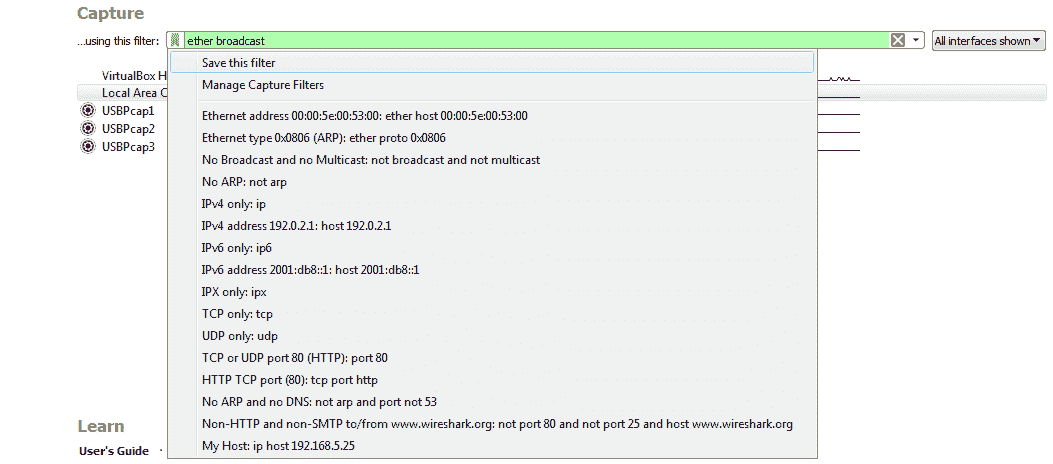 Capture
...using this filter: ether broadcast All interfaces shown
Save this filter
VirtualBox H
Manage Capture Filters
Local Area C
USBPcap1
Ethernet address 00:00:5e:00:53:00: ether host 00:00:5e:00:53:00
USBPcap2
Ethernet type 0x0806 (ARP): ether proto 0x0806
USBPcap3
No Broadcast and no Multicast: not broadcast and not multicast
No ARP: not arp
IPv4 only: ip
IPv4 address 192.0.2.1: host 192.0.2.1
IPv6 only: ip6
IPv6 address 2001:db8::1: host 2001:db8::1
IPX only: ipx
TCP only: tcp
UDP only: udp
TCP or UDP port 80 (HTTP): port 80
HTTP TCP port (80): tcp port http
No ARP and no DNS: not arp and port not 53
Non-HTTP and non-SMTP to/from www.wireshark.org: not port 80 and not port 25 and host www.wireshark.org
My Host: ip host 192.168.5.25
Learn
User's Guide ·